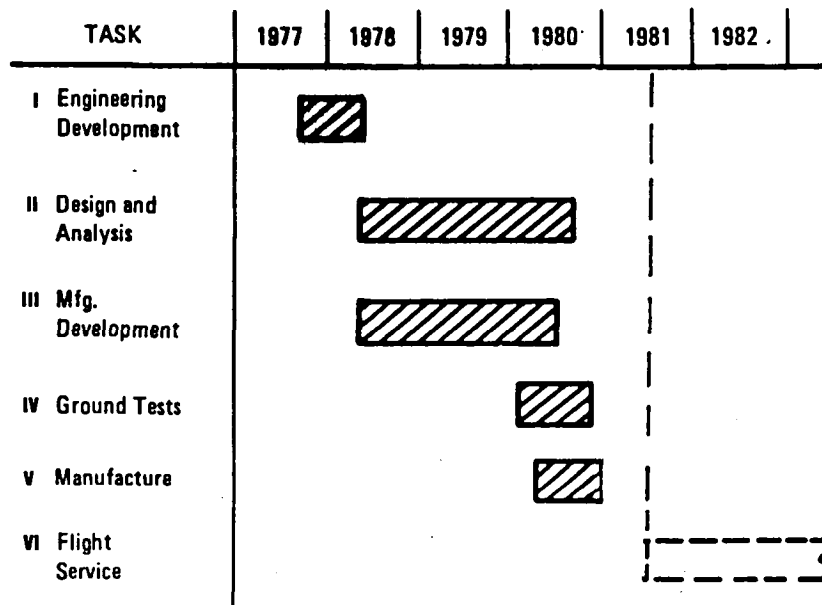 TASK 1977 1978 1979 1980 1981 1982
I Engineering
Development
II Design and
Analysis
III Mfg.
Development
IV Ground Tests
V Manufacture
VI Flight
Service